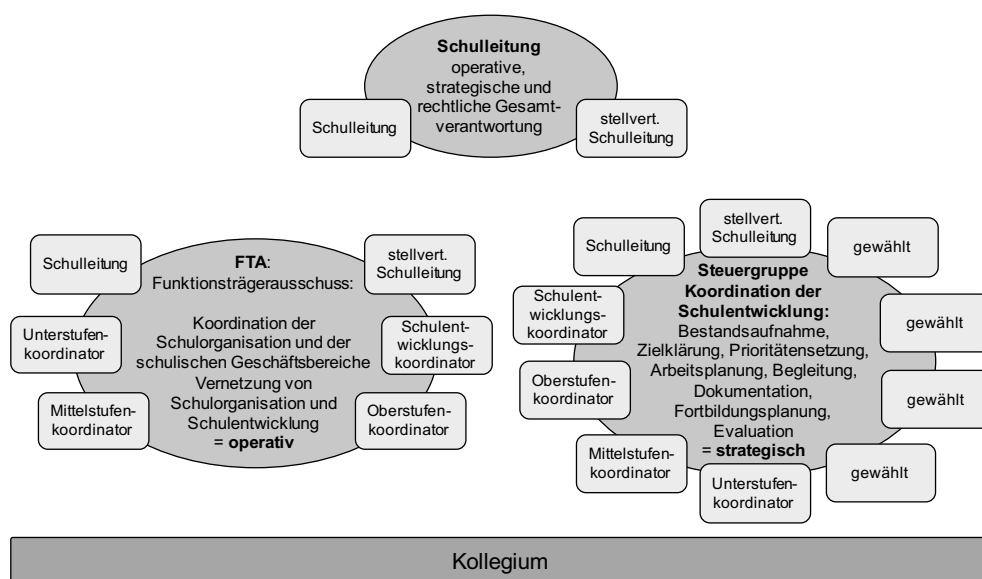 Schulleitung
operative,
strategische und
rechtliche Gesamt-
verantwortung
Schulleitung
stellvert.
Schulleitung
Schulleitung
stellvert.
Schulleitung
FTA:
Funktionsträgerausschuss:
Koordination der
Schulorganisation und der
schulischen Geschäftsbereiche
Vernetzung von
Schulorganisation und
Schulentwicklung
= operativ
Unterstufen-
koordinator
Schulent-
wicklungs-
koordinator
Mittelstufen-
koordinator
Oberstufen-
koordinator
Schulleitung
stellvert.
Schulleitung
gewählt
Steuergruppe
Koordination der
Schulentwicklung:
Bestandsaufnahme,
Zielklärung, Prioritätensetzung,
Arbeitsplanung, Begleitung,
Dokumentation,
Fortbildungsplanung,
Evaluation
= strategisch
Schulent-
wicklungs-
koordinator
gewählt
Oberstufen-
koordinator
gewählt
Mittelstufen-
koordinator
Unterstufen-
koordinator
gewählt
Kollegium